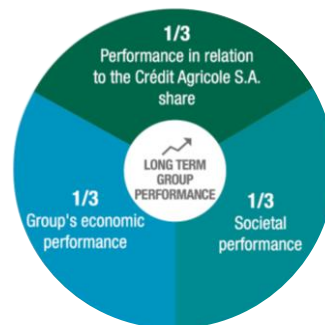 1/3
Performance in relation
to the Crédit Agricole S.A.
share
LONG TERM
GROUP
PERFORMANCE
1/3
Group's economic
performance
1/3
Societal
performance